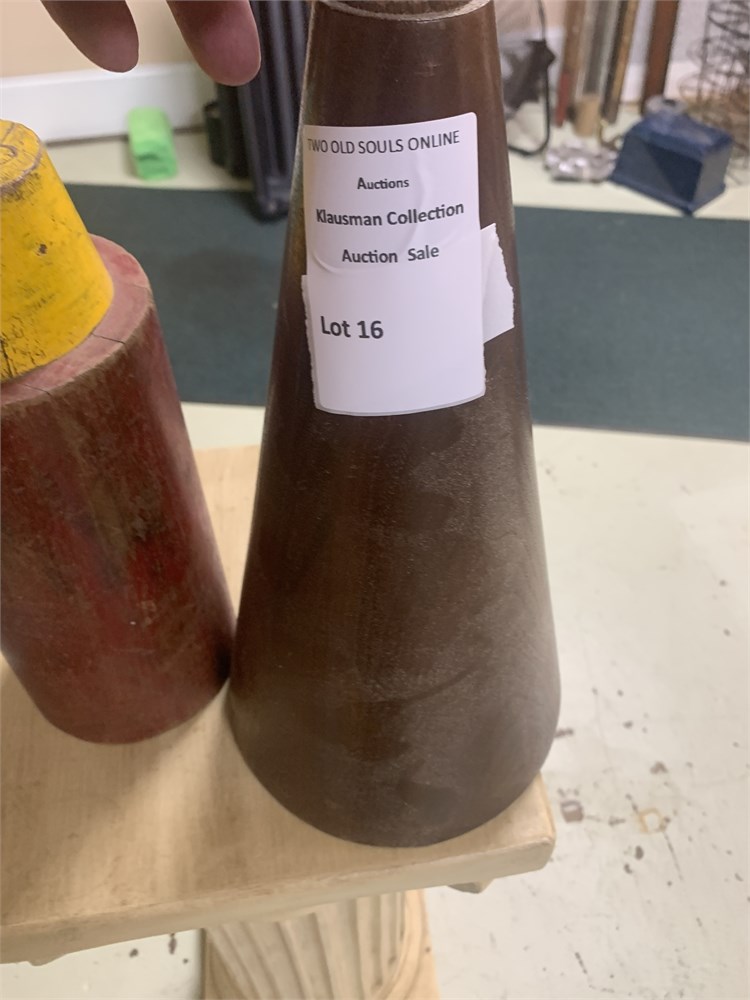 TWO OLD SOULS ONLINE
Auctions
Klausman Collection
Auction Sale
Lot 16